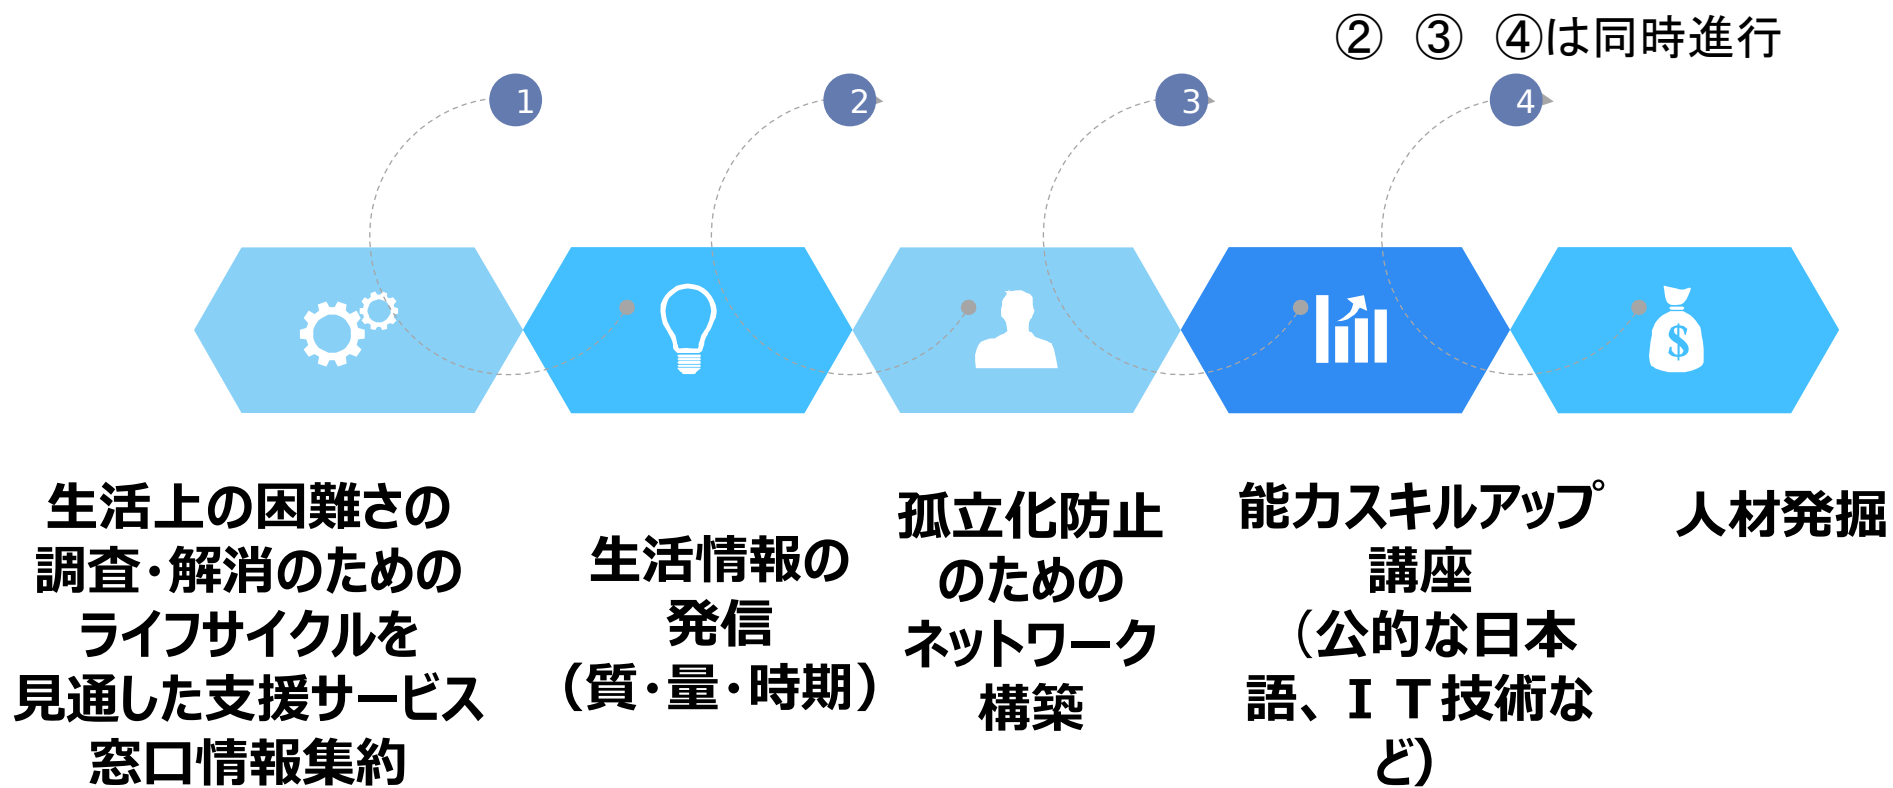 ②　③　④は同時進行
1
2
3
4
$
生活上の困難さの
調査・解消のための
ライフサイクルを
見通した支援サービス
窓口情報集約
生活情報の
発信
（質・量・時期）
孤立化防止
のための
ネットワーク
構築
能力スキルアップ
講座
（公的な日本
語、ＩＴ技術な
ど)
人材発掘